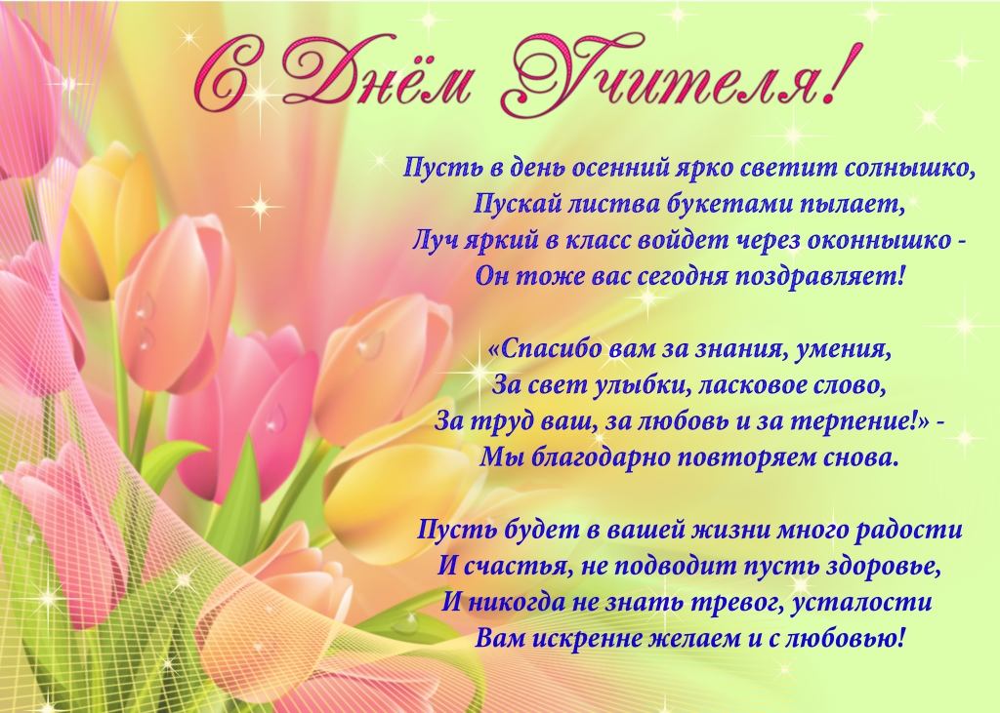 С Днём Учителя!
Пусть в день осенний ярко светит солнышко,
Пускай листва букетами пылает,
Луч яркий в класс войдет через оконнышко -
Он тоже вас сегодня поздравляет!
«Спасибо вам за знания, умения,
За свет улыбки, ласковое слово,
За труд ваш, за любовь и за терпение!» -
Мы благодарно повторяем снова.
Пусть будет в вашей жизни много радости
И счастья, не подводит пусть здоровье,
И никогда не знать тревог, усталости
Вам искренне желаем и с любовью!